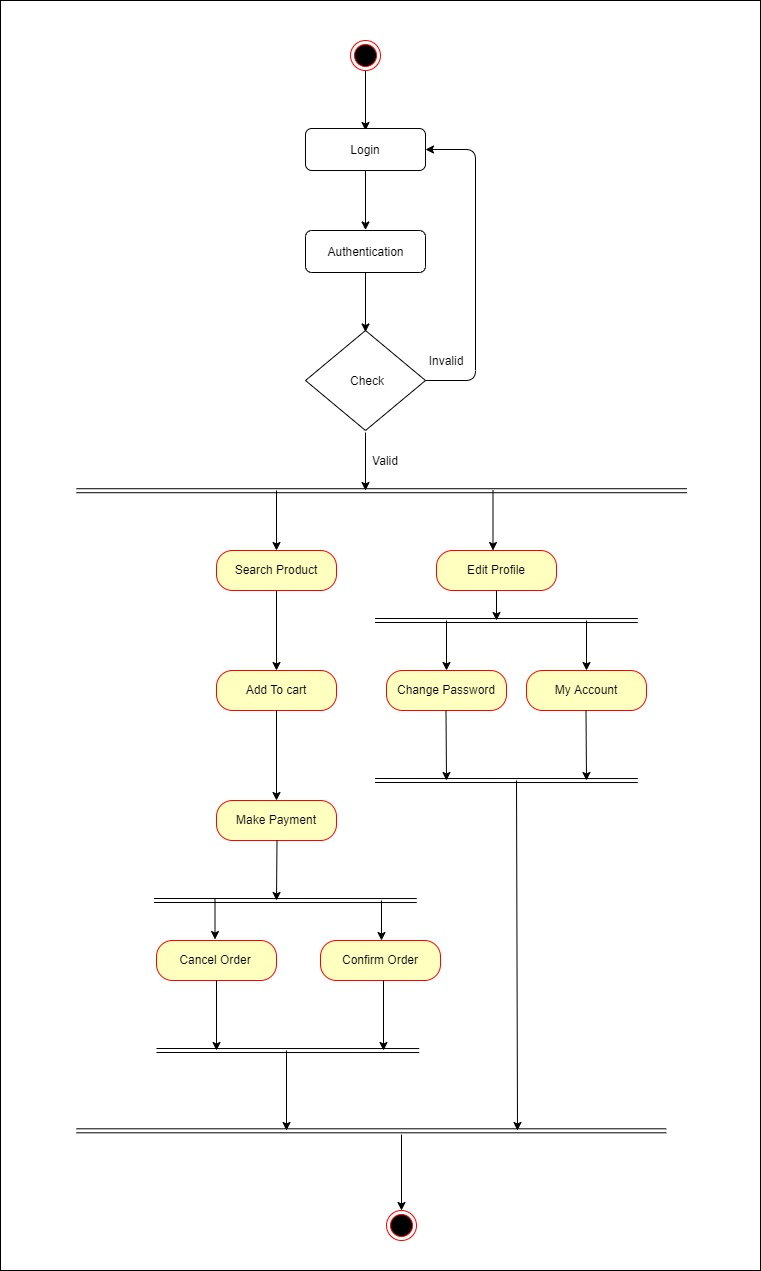 Login
Authentication
Check
Invalid
Valid
Search Product
Edit Profile
Add To cart
Change Password
My Account
Make Payment
Cancel Order
Confirm Order